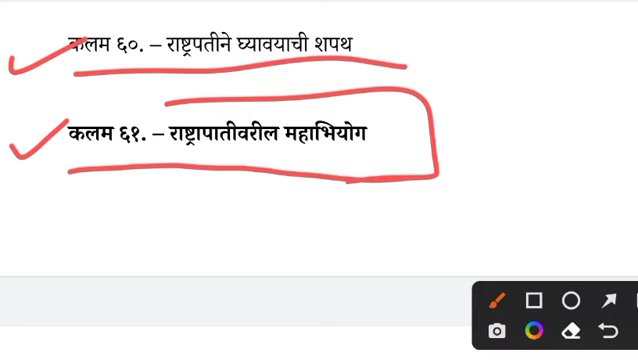 कलम ६०. – राष्ट्रपतीने घ्यावयाची शपथ
कलम ६१. – राष्ट्रापातीवरील महाभियोग